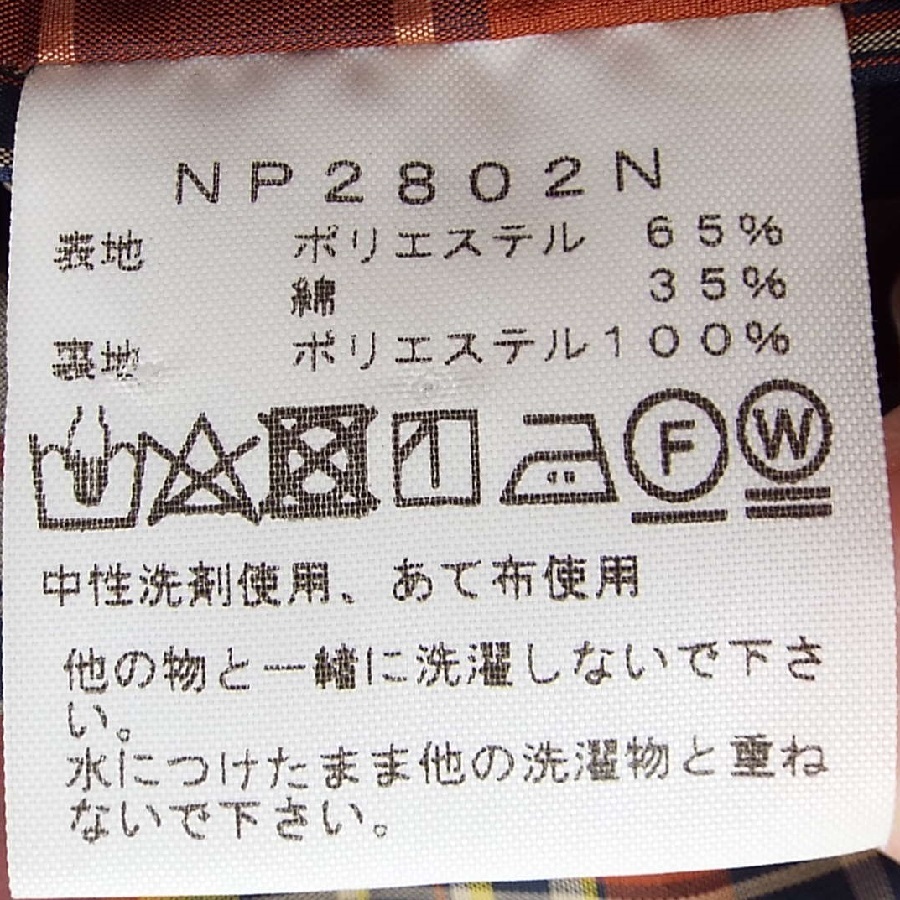 NP2802N
表地 ポリエステル 65%
綿 35%
裏地 ポリエステル100%
F W
中性洗剤使用、あて布使用
他の物と一緒に洗濯しないで下さ
い。
水につけたまま他の洗濯物と重ね
ないで下さい。